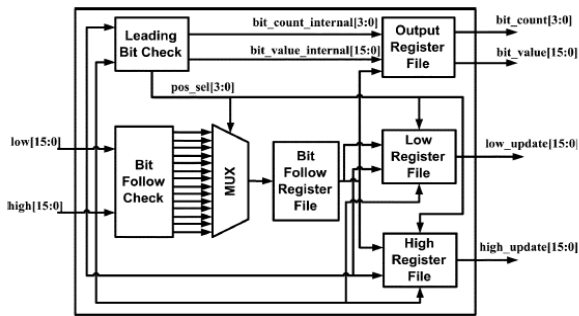 Leading
Bit Check
bit_count_internal[3:0]
bit_value_internal[15:0]
Output
Register
File
bit_count[3:0]
bit_value[15:0]
pos_sel[3:0]
low[15:0]
high[15:0]
Bit
Follow
Check
MUX
Bit
Follow
Register
File
Low
Register
File
low_update[15:0]
High
Register
File
high_update[15:0]